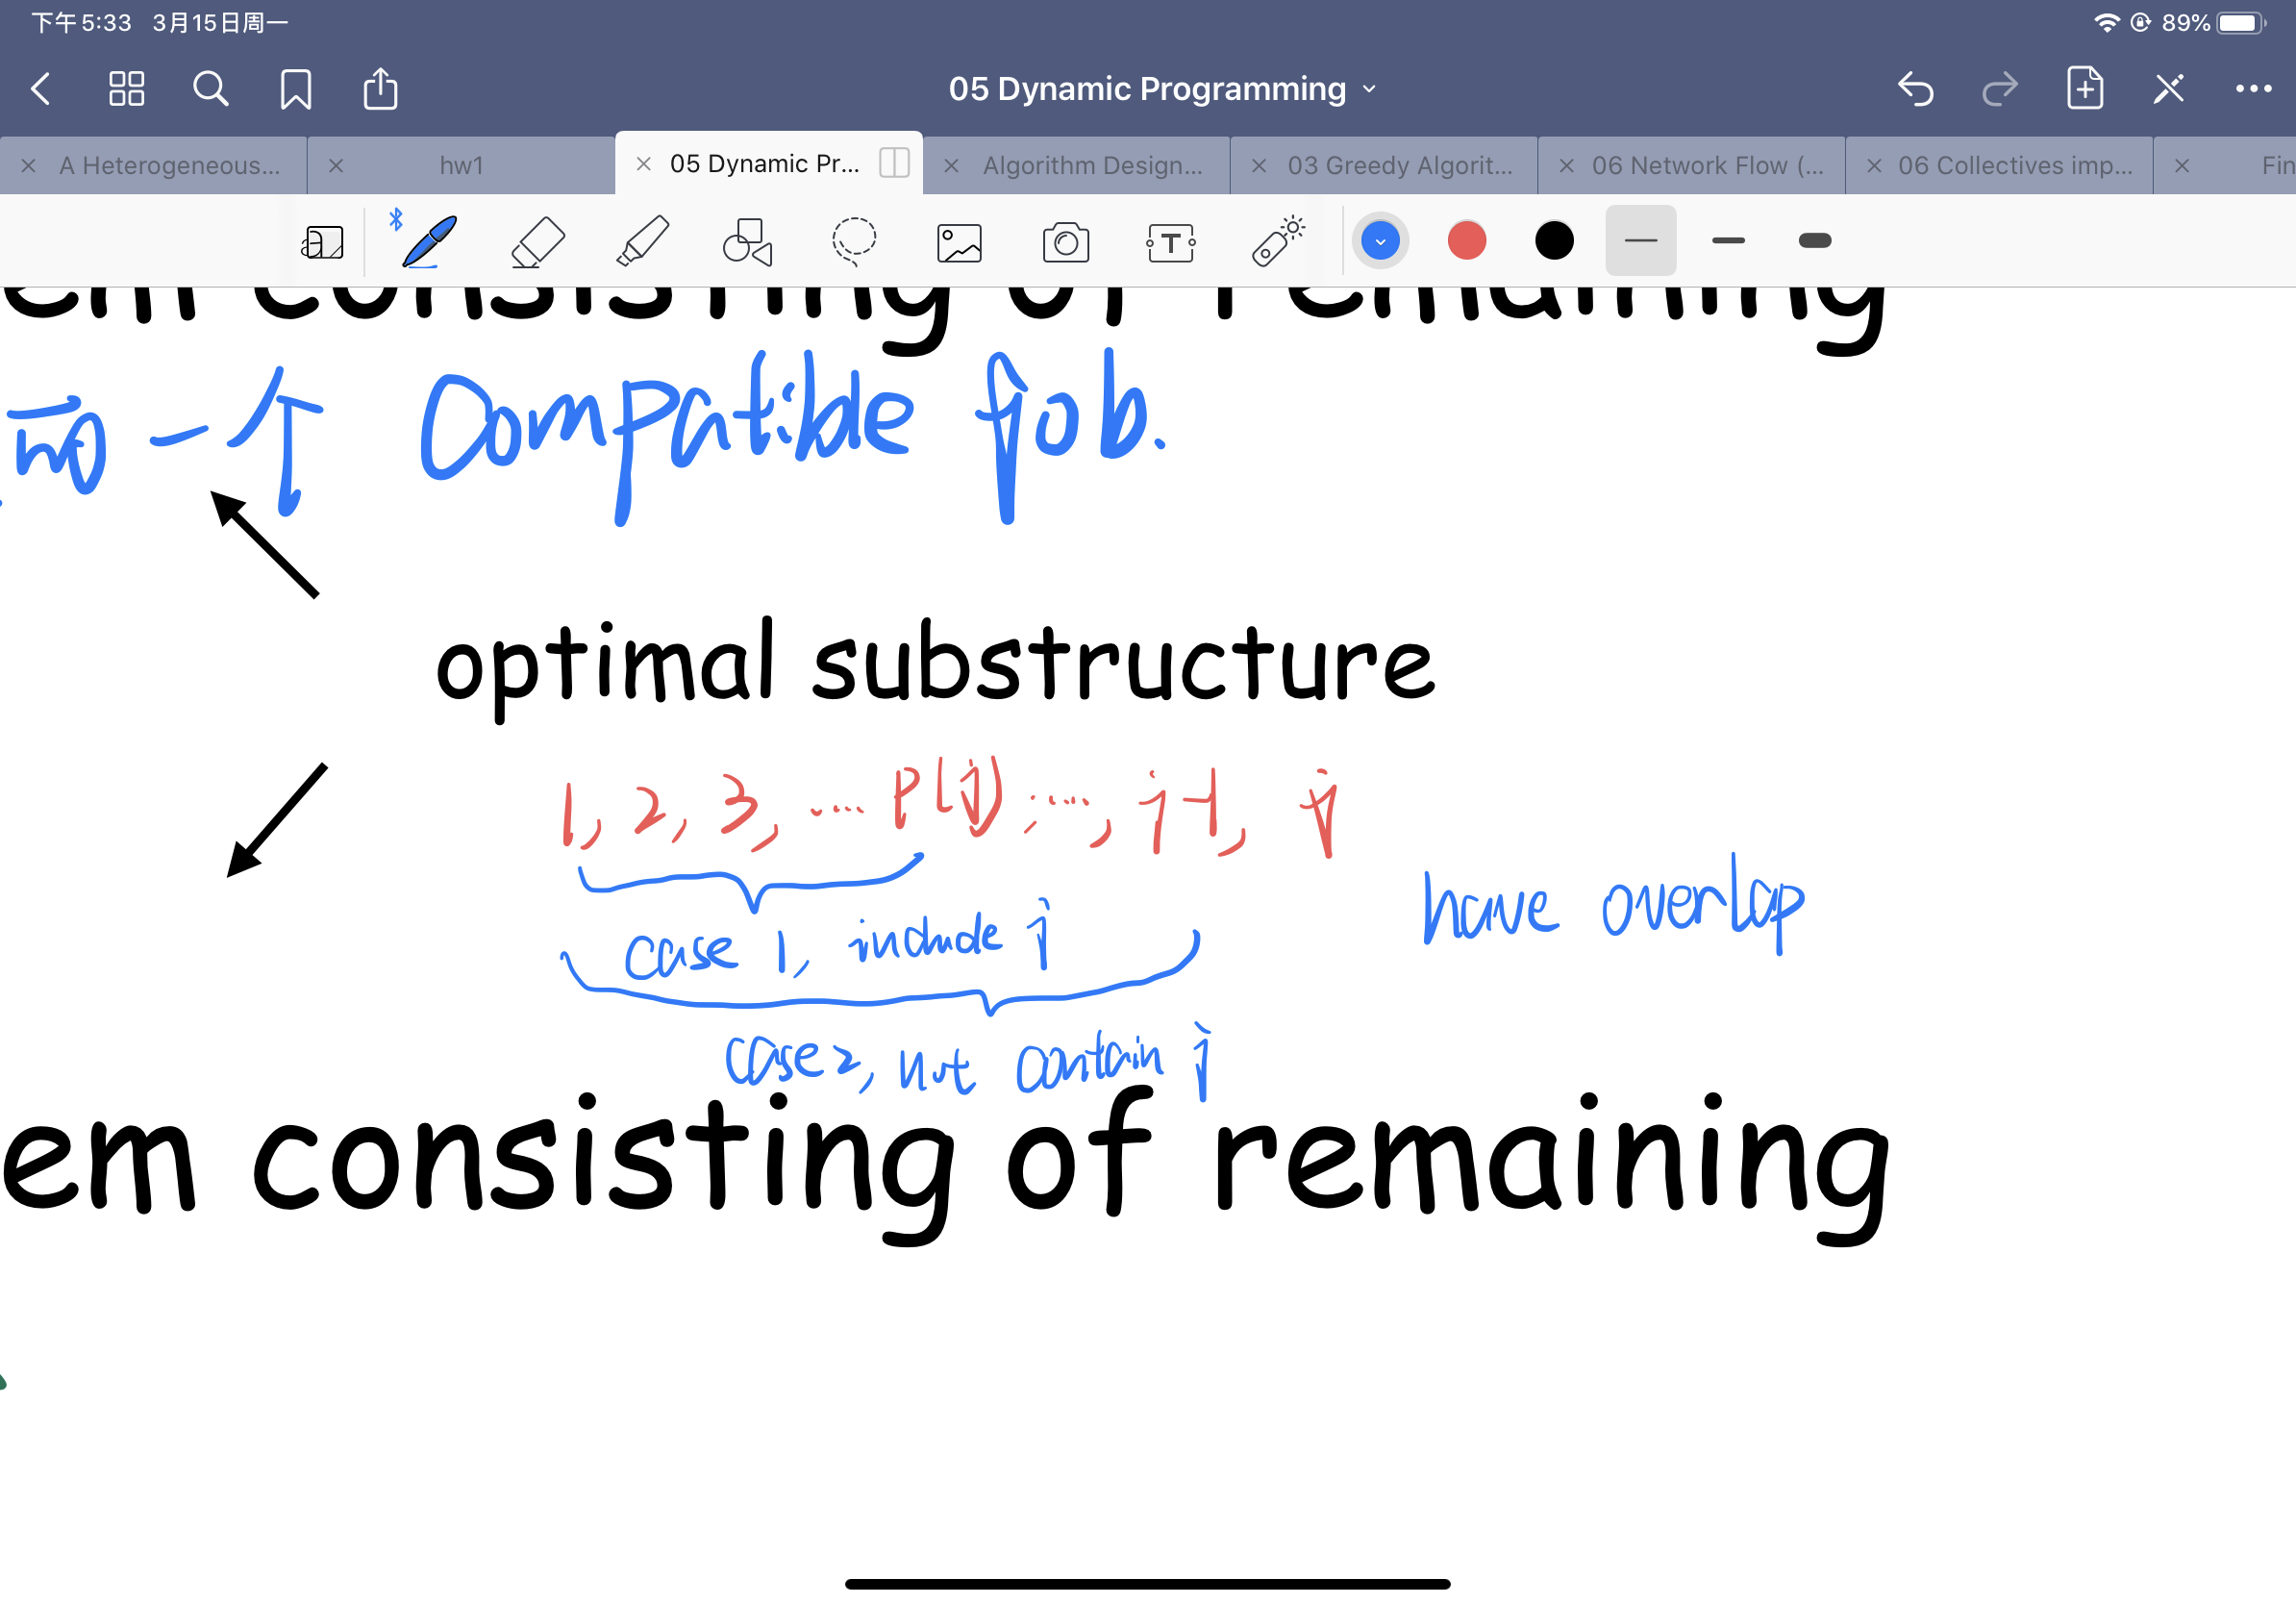 下午5:33 3月15日周一 89%
05 Dynamic Programming
A Heterogeneous... hw1 05 Dynamic Pr... Algorithm Design... 03 Greedy Algorit... 06 Network Flow (... 06 Collectives imp... Fin
em consisting of remaining
一个 Compatible job.
optimal substructure
1, 2, 3, .... P(j), ...., j-1, j
have overlap
case 1, include j
case2, not contain j
em consisting of remaining